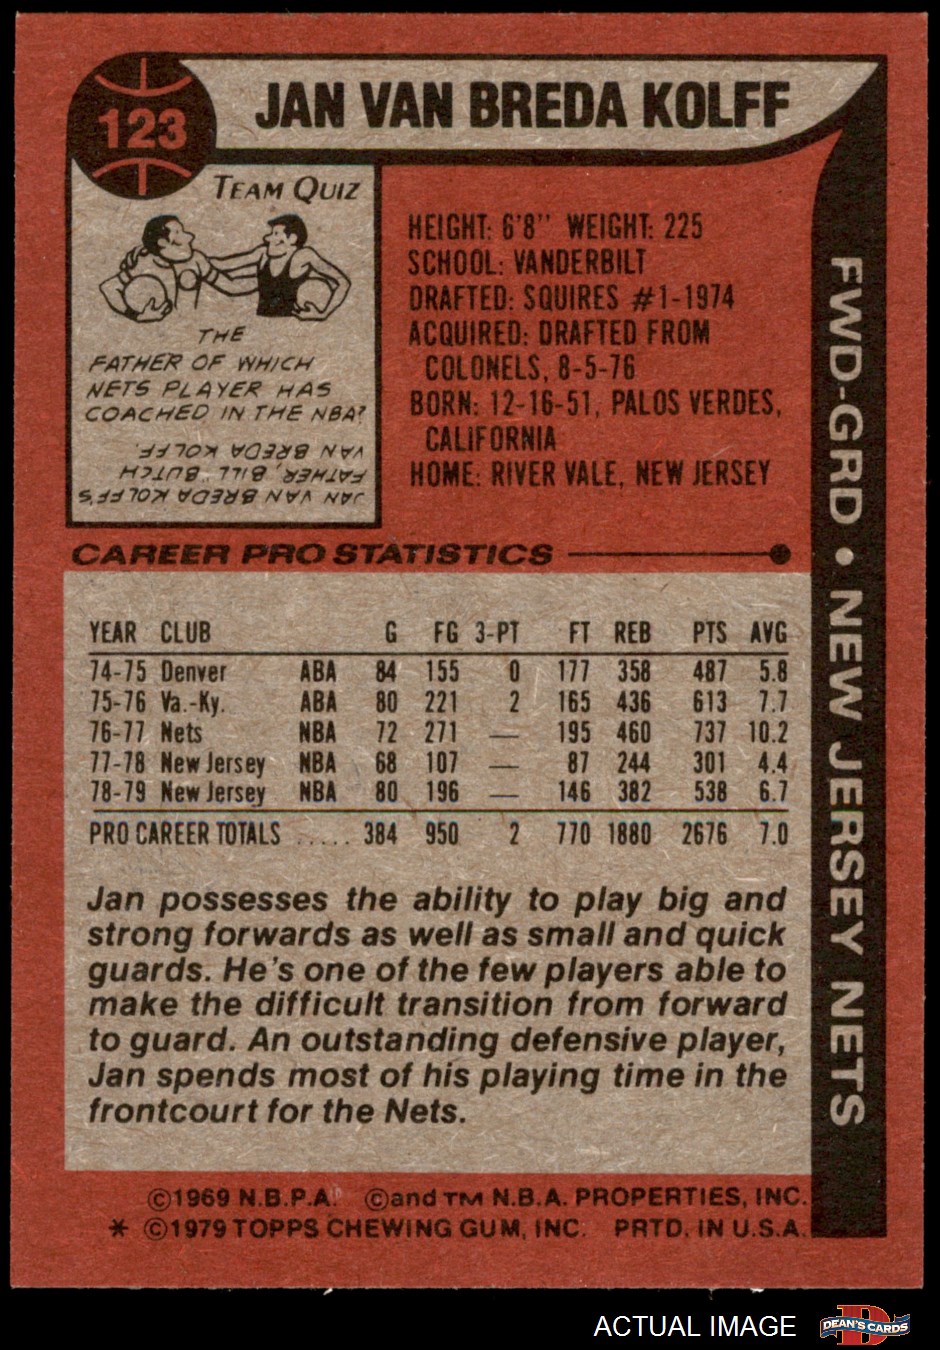 123
JAN VAN BREDA KOLFF
TEAM QUIZ
THE
FATHER OF WHICH
NETS PLAYER HAS
COACHED IN THE NBA?
JAN VAN BREDA KOLFF'S
FATHER, BILL "BUTCH"
VAN BREDA KOLFF.
HEIGHT: 6'8" WEIGHT: 225
SCHOOL: VANDERBILT
DRAFTED: SQUIRES #1-1974
ACQUIRED: DRAFTED FROM
COLONELS, 8-5-76
BORN: 12-16-51, PALOS VERDES,
CALIFORNIA
HOME: RIVER VALE, NEW JERSEY
FWD-GRD • NEW JERSEY NETS
CAREER PRO STATISTICS
YEAR CLUB G FG 3-PT FT REB PTS AVG
74-75 Denver ABA 84 155 0 177 358 487 5.8
75-76 Va.-Ky. ABA 80 221 2 165 436 613 7.7
76-77 Nets NBA 72 271 — 195 460 737 10.2
77-78 New Jersey NBA 68 107 — 87 244 301 4.4
78-79 New Jersey NBA 80 196 — 146 382 538 6.7
PRO CAREER TOTALS ..... 384 950 2 770 1880 2676 7.0
Jan possesses the ability to play big and
strong forwards as well as small and quick
guards. He's one of the few players able to
make the difficult transition from forward
to guard. An outstanding defensive player,
Jan spends most of his playing time in the
frontcourt for the Nets.
©1969 N.B.P.A. ©and TM N.B.A. PROPERTIES, INC.
* ©1979 TOPPS CHEWING GUM, INC. PRTD. IN U.S.A.
ACTUAL IMAGE
D
DEAN'S CARDS